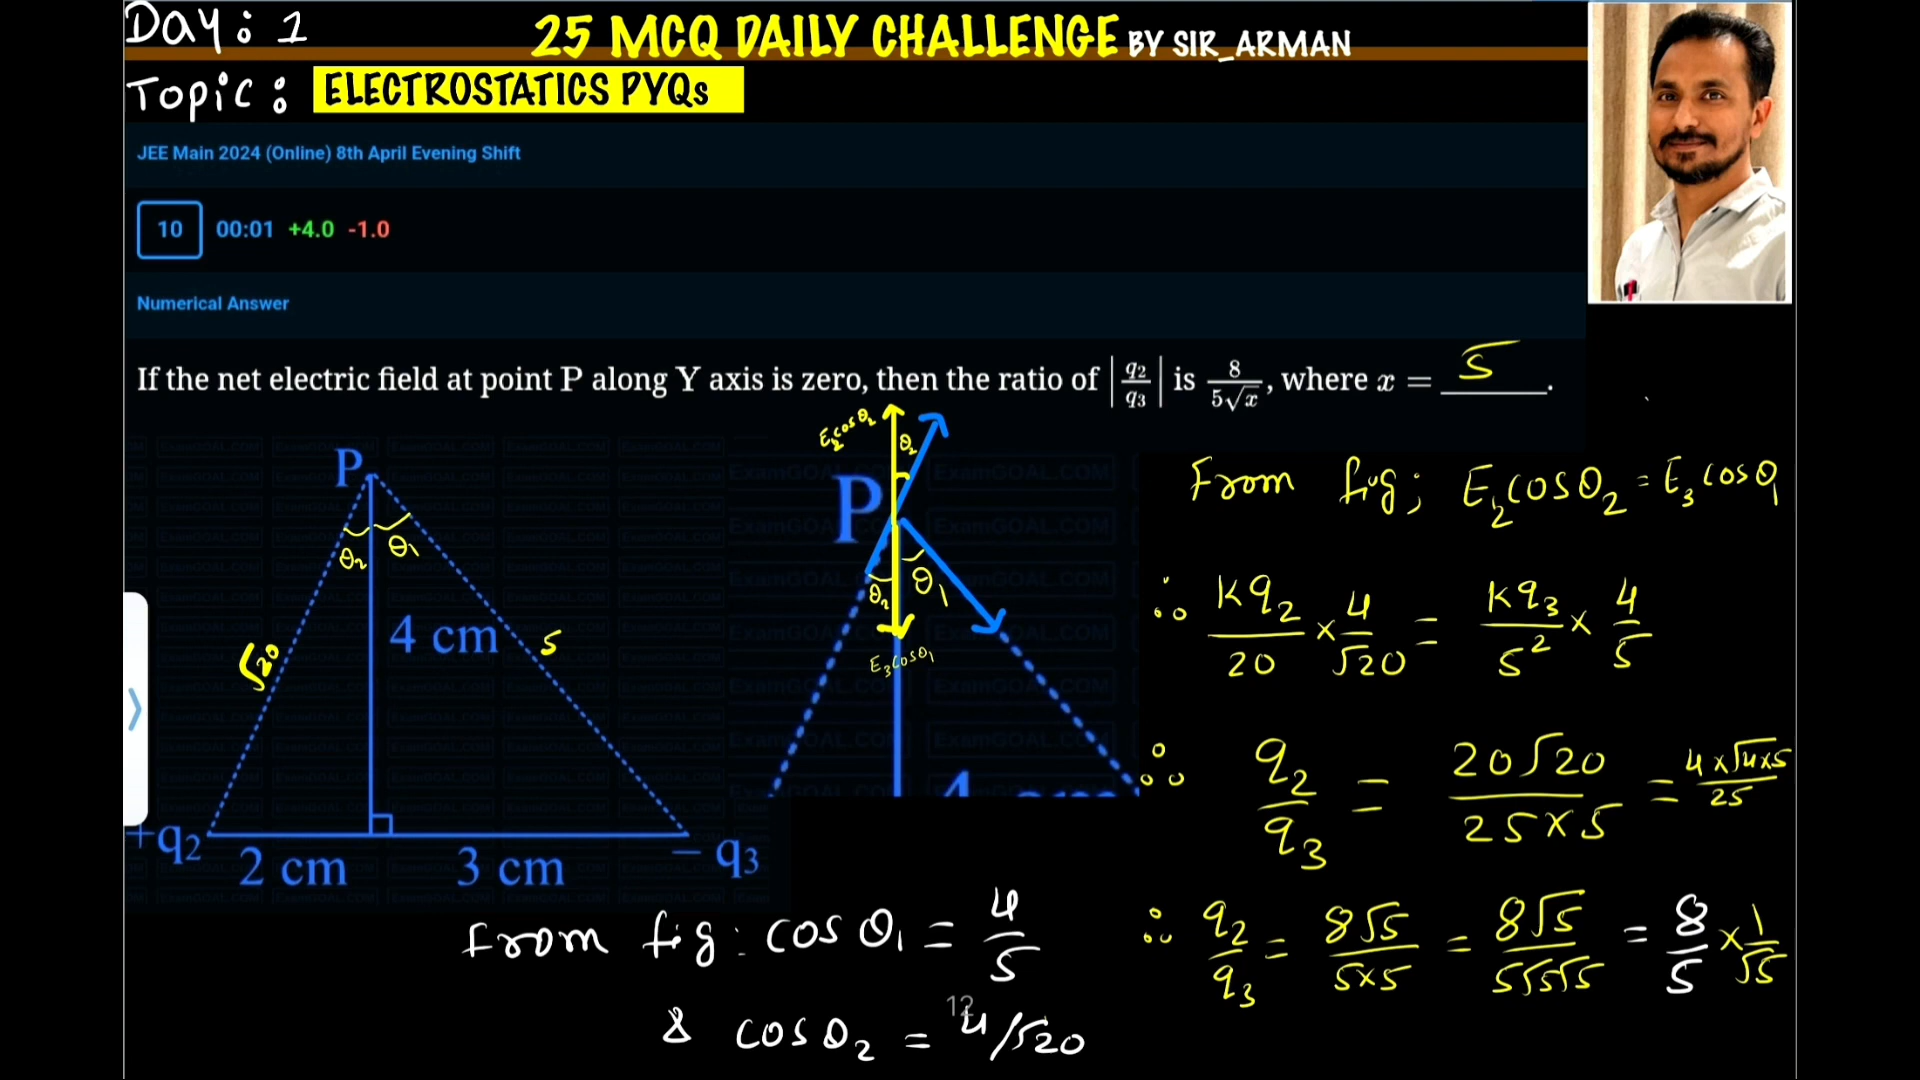 Day: 1
25 MCQ DAILY CHALLENGE BY SIR_ARMAN
Topic: ELECTROSTATICS PYQs
JEE Main 2024 (Online) 8th April Evening Shift
10 00:01 +4.0 -1.0
Numerical Answer
If the net electric field at point P along Y axis is zero, then the ratio of |q₂/q₃| is 8/(5√x), where x = 5.
P
θ₂ θ₁
√20
4 cm
5
+q₂
2 cm
3 cm
− q₃
E₂cosθ₂
θ₂
P
θ₂ θ₁
E₃cosθ₁
From fig; E₂cosθ₂ = E₃cosθ₁
∴ Kq₂/20 × 4/√20 = Kq₃/5² × 4/5
∴ q₂/q₃ = 20√20/25×5 = 4×√4×5/25
∴ q₂/q₃ = 8√5/5×5 = 8√5/5√5√5 = 8/5 × 1/√5
From fig: cosθ₁ = 4/5
12
& cosθ₂ = 4/√20